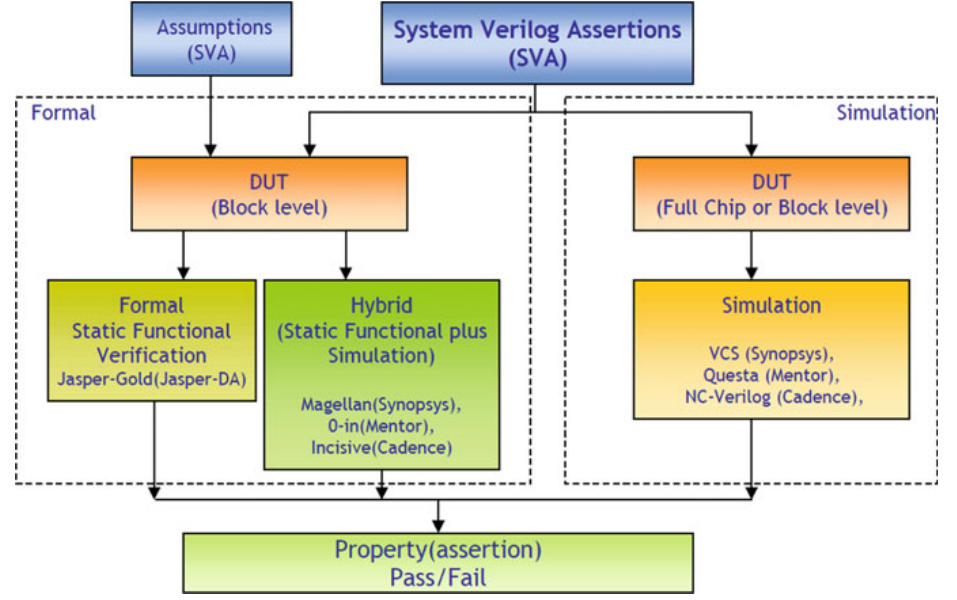 Assumptions
(SVA)
System Verilog Assertions
(SVA)
Formal
Simulation
DUT
(Block level)
DUT
(Full Chip or Block level)
Formal
Static Functional
Verification
Jasper-Gold(Jasper-DA)
Hybrid
(Static Functional plus
Simulation)
Magellan(Synopsys),
0-in(Mentor),
Incisive(Cadence)
Simulation
VCS (Synopsys),
Questa (Mentor),
NC-Verilog (Cadence),
Property(assertion)
Pass/Fail